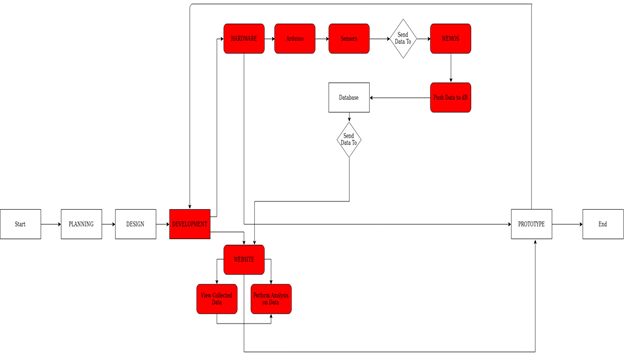 HARDWARE
Arduino
Sensors
Send
Data To
WEMOS
Push Data to db
Database
Send
Data To
Start
PLANNING
DESIGN
DEVELOPMENT
PROTOTYPE
End
WEBSITE
View Collected
Data
Perform Analysis
on Data